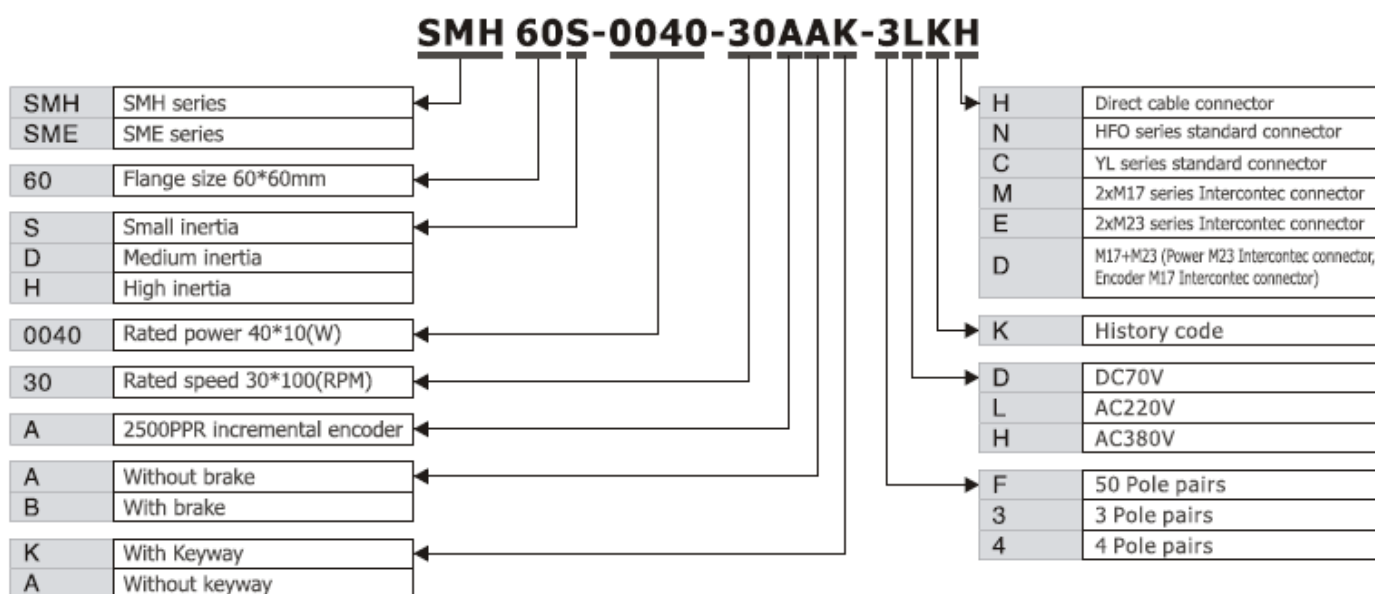 SMH 60S-0040-30AAK-3LKH
SMH SMH series
SME SME series
60 Flange size 60*60mm
S Small inertia
D Medium inertia
H High inertia
0040 Rated power 40*10(W)
30 Rated speed 30*100(RPM)
A 2500PPR incremental encoder
A Without brake
B With brake
K With Keyway
A Without keyway
H Direct cable connector
N HFO series standard connector
C YL series standard connector
M 2xM17 series Intercontec connector
E 2xM23 series Intercontec connector
D M17+M23 (Power M23 Intercontec connector,
Encoder M17 Intercontec connector)
K History code
D DC70V
L AC220V
H AC380V
F 50 Pole pairs
3 3 Pole pairs
4 4 Pole pairs